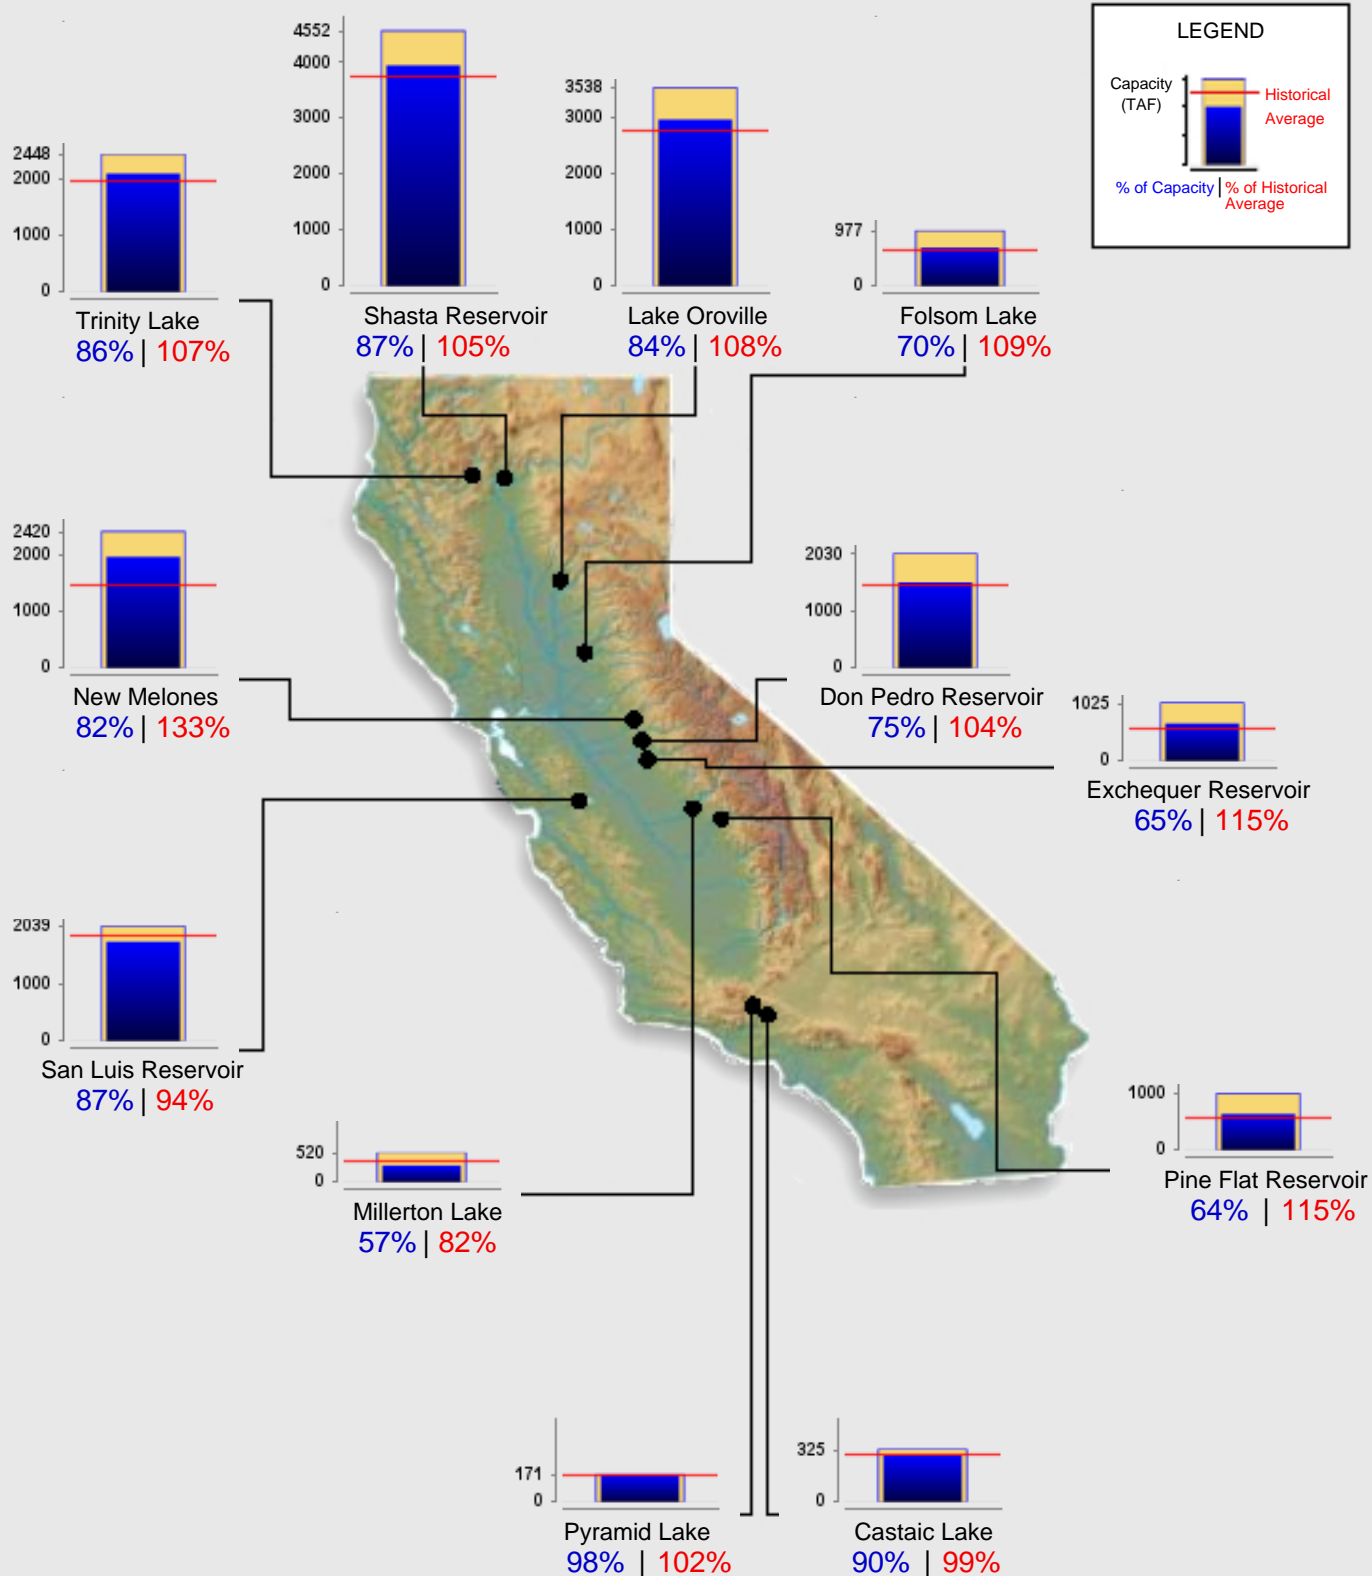 LEGEND
Capacity
(TAF)
Historical
Average
% of Capacity | % of Historical
Average
4552
4000
3000
2000
1000
0
Shasta Reservoir
87% | 105%
3538
3000
2000
1000
0
Lake Oroville
84% | 108%
2448
2000
1000
0
Trinity Lake
86% | 107%
977
0
Folsom Lake
70% | 109%
2420
2000
1000
0
New Melones
82% | 133%
2030
1000
0
Don Pedro Reservoir
75% | 104%
1025
0
Exchequer Reservoir
65% | 115%
2039
1000
0
San Luis Reservoir
87% | 94%
520
0
Millerton Lake
57% | 82%
1000
0
Pine Flat Reservoir
64% | 115%
171
0
Pyramid Lake
98% | 102%
325
0
Castaic Lake
90% | 99%